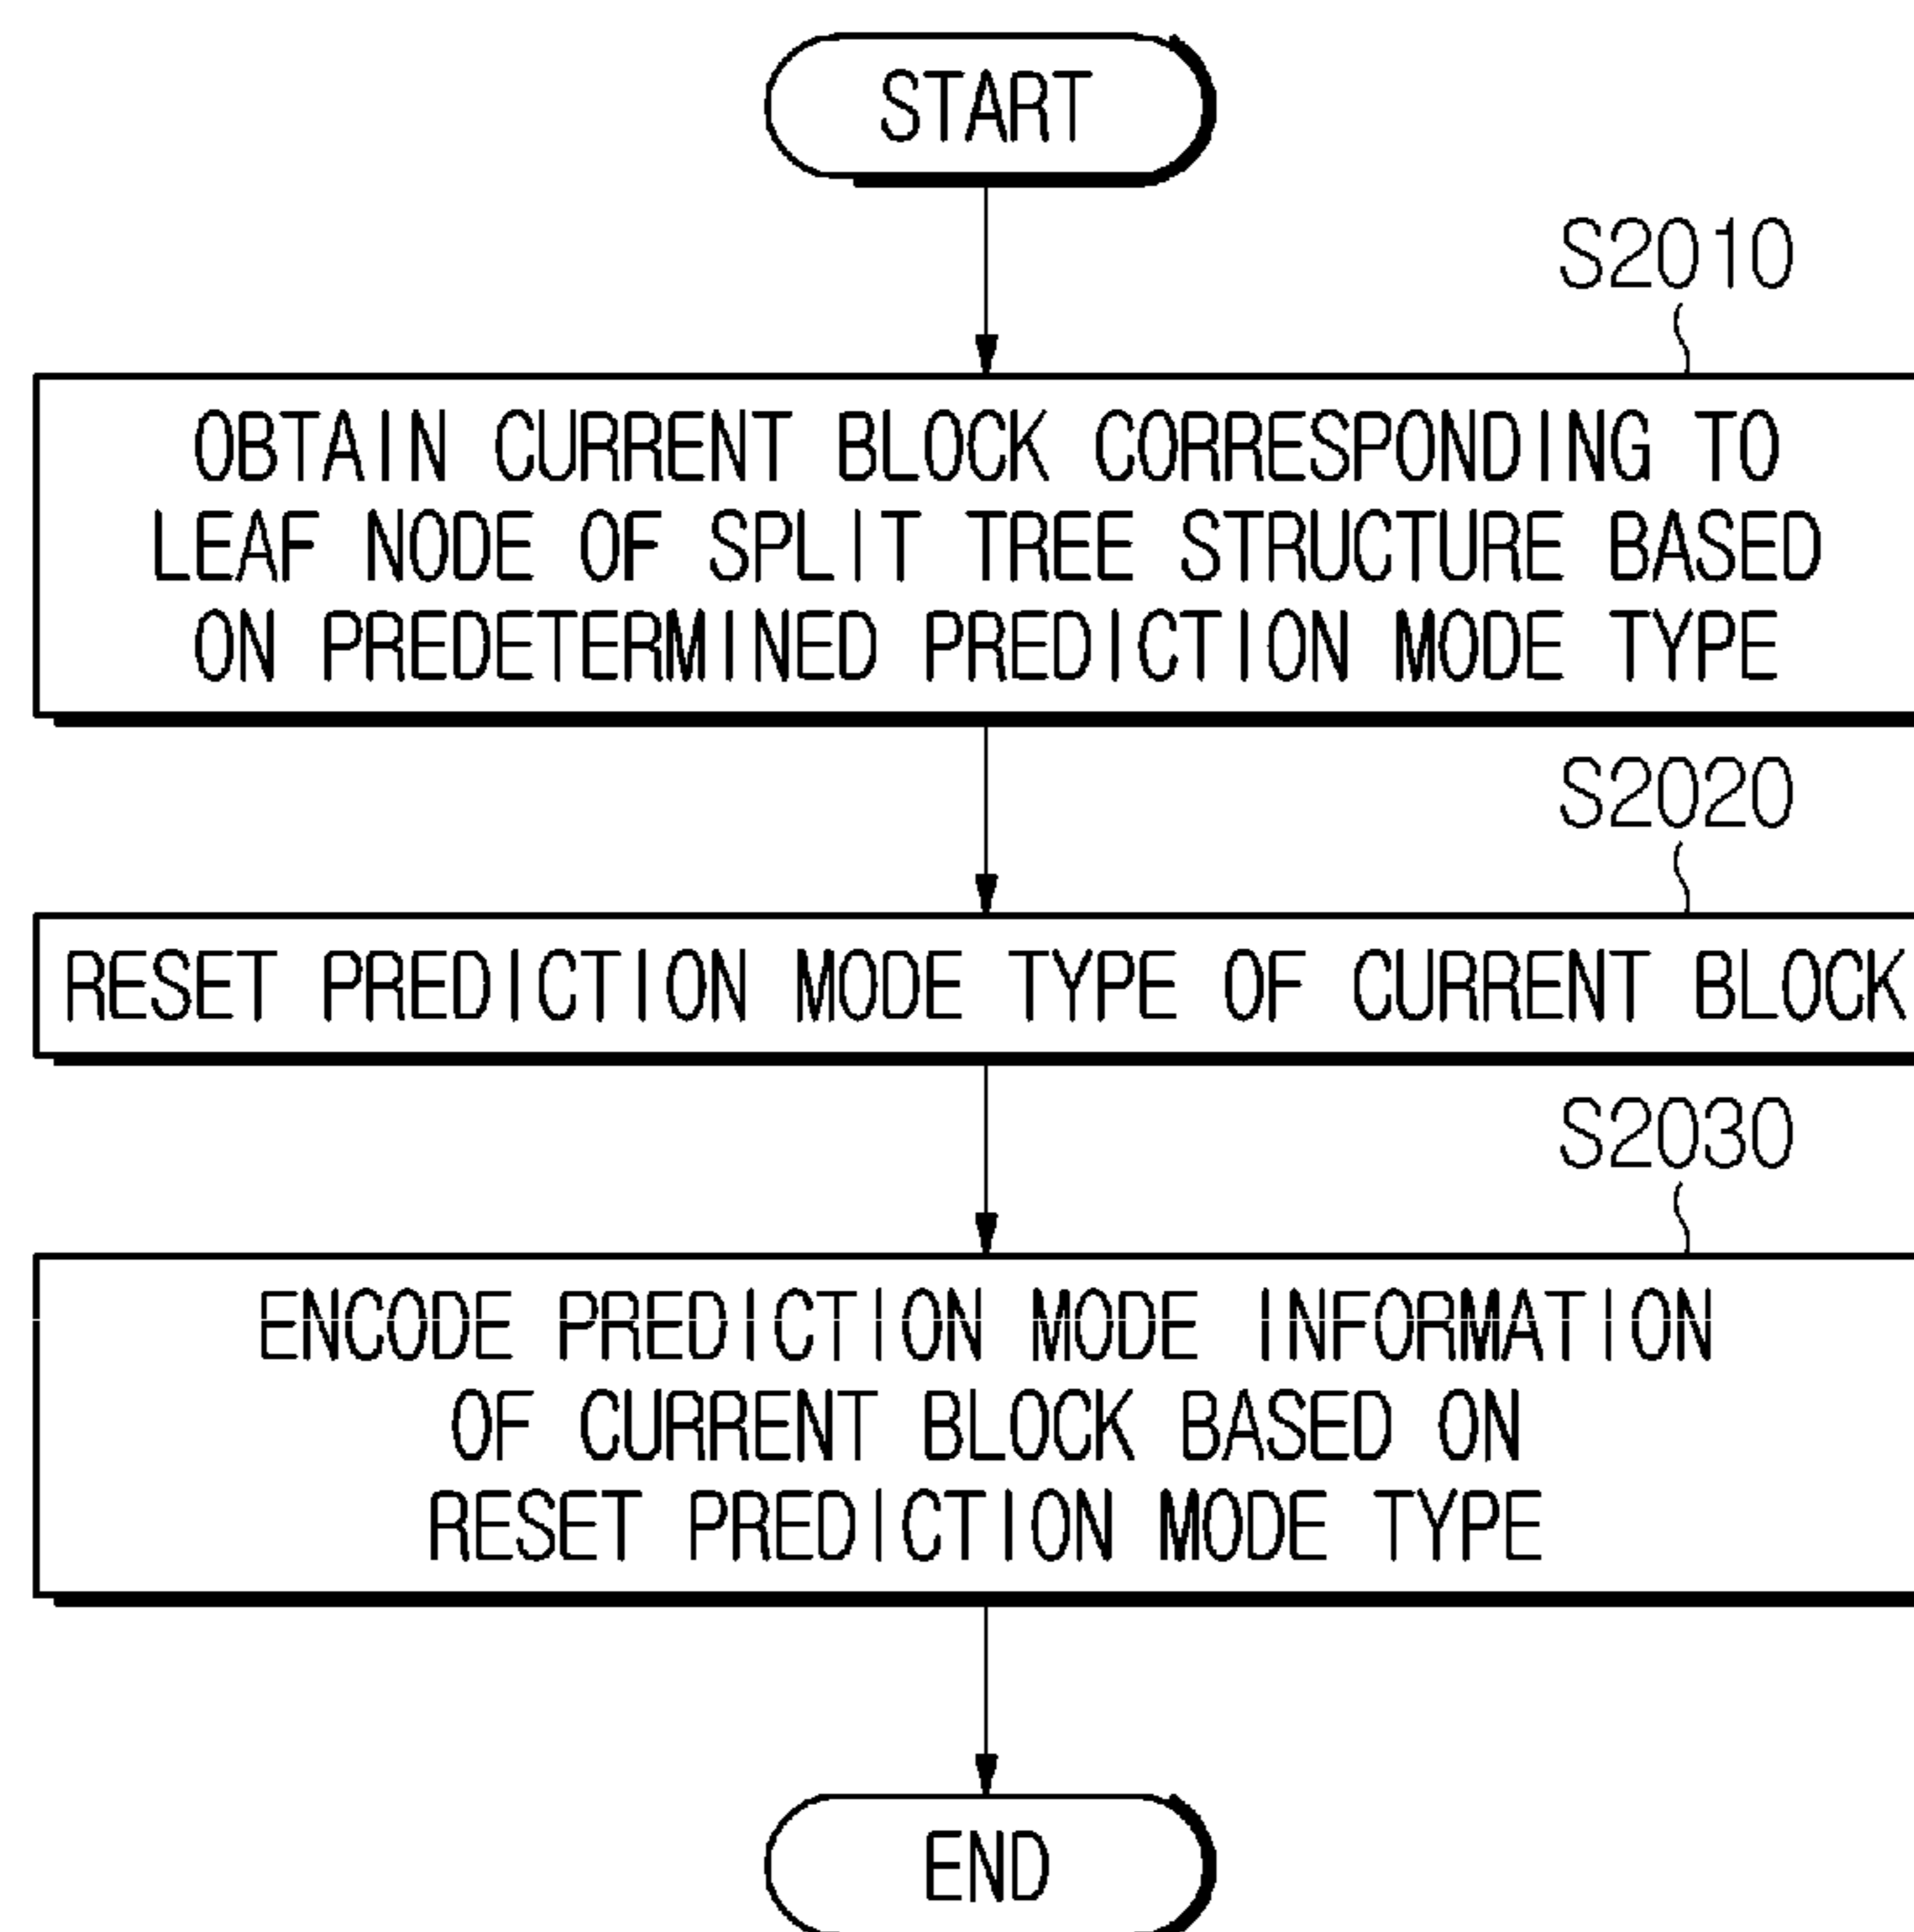 START
S2010
OBTAIN CURRENT BLOCK CORRESPONDING TO
LEAF NODE OF SPLIT TREE STRUCTURE BASED
ON PREDETERMINED PREDICTION MODE TYPE
S2020
RESET PREDICTION MODE TYPE OF CURRENT BLOCK
S2030
ENCODE PREDICTION MODE INFORMATION
OF CURRENT BLOCK BASED ON
RESET PREDICTION MODE TYPE
END